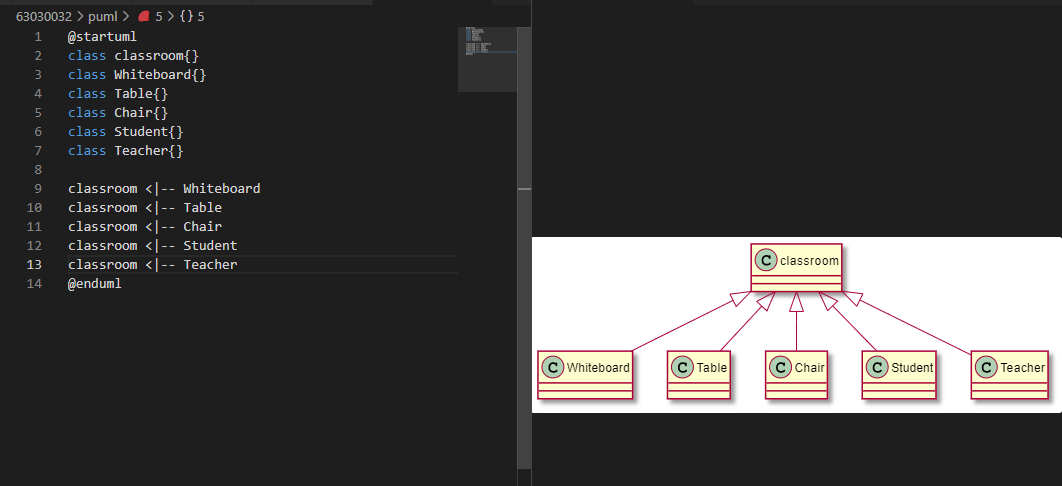 63030032 > puml > 5 > {} 5
1 @startuml
2 class classroom{}
3 class Whiteboard{}
4 class Table{}
5 class Chair{}
6 class Student{}
7 class Teacher{}
8
9 classroom <|-- Whiteboard
10 classroom <|-- Table
11 classroom <|-- Chair
12 classroom <|-- Student
13 classroom <|-- Teacher
14 @enduml
C classroom
C Whiteboard
C Table
C Chair
C Student
C Teacher